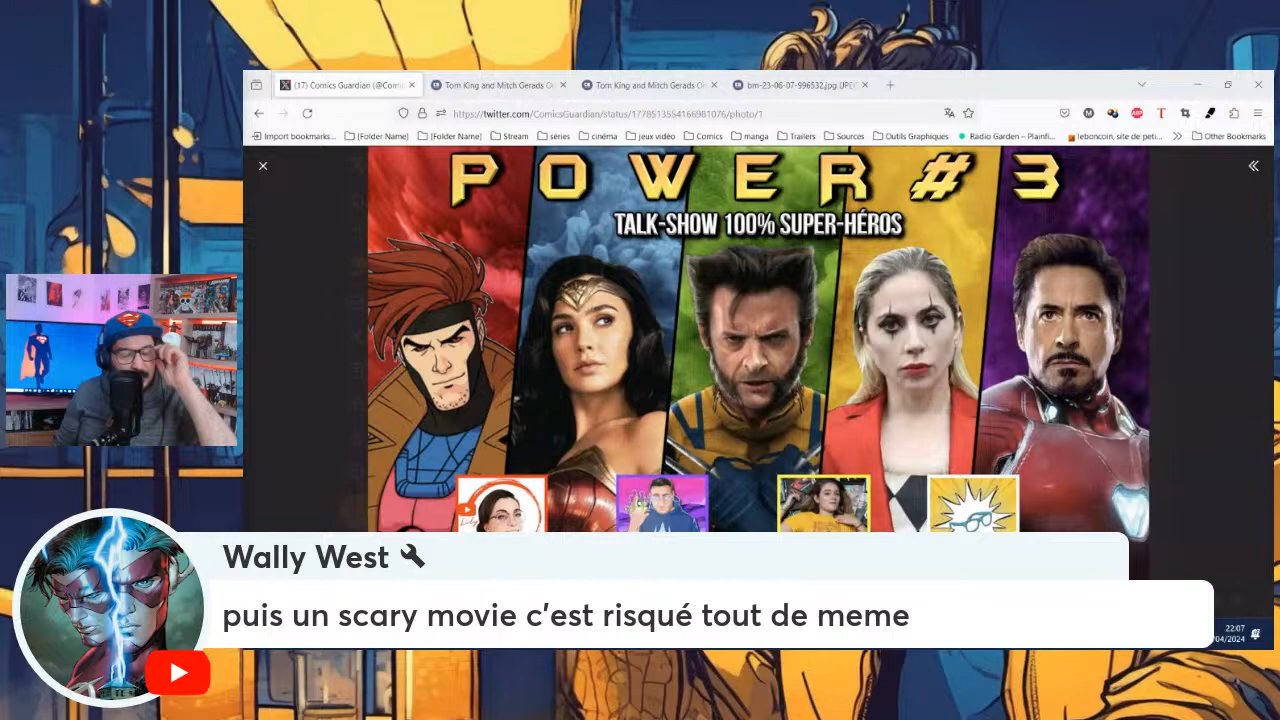 (17) Comics Guardian (@Comic
Tom King and Mitch Gerads On
Tom King and Mitch Gerads On
bm-23-06-07-996532.jpg (JPEG
https://twitter.com/ComicsGuardian/status/1778513554166981076/photo/1
Import bookmarks... [Folder Name] [Folder Name] Stream séries cinéma jeux vidéo Comics manga Trailers Sources Outils Graphiques Radio Garden – Plainfi... leboncoin, site de peti... Other Bookmarks
POWER #3
TALK-SHOW 100% SUPER-HÉROS
Wally West
puis un scary movie c'est risqué tout de meme
22:07
/04/2024